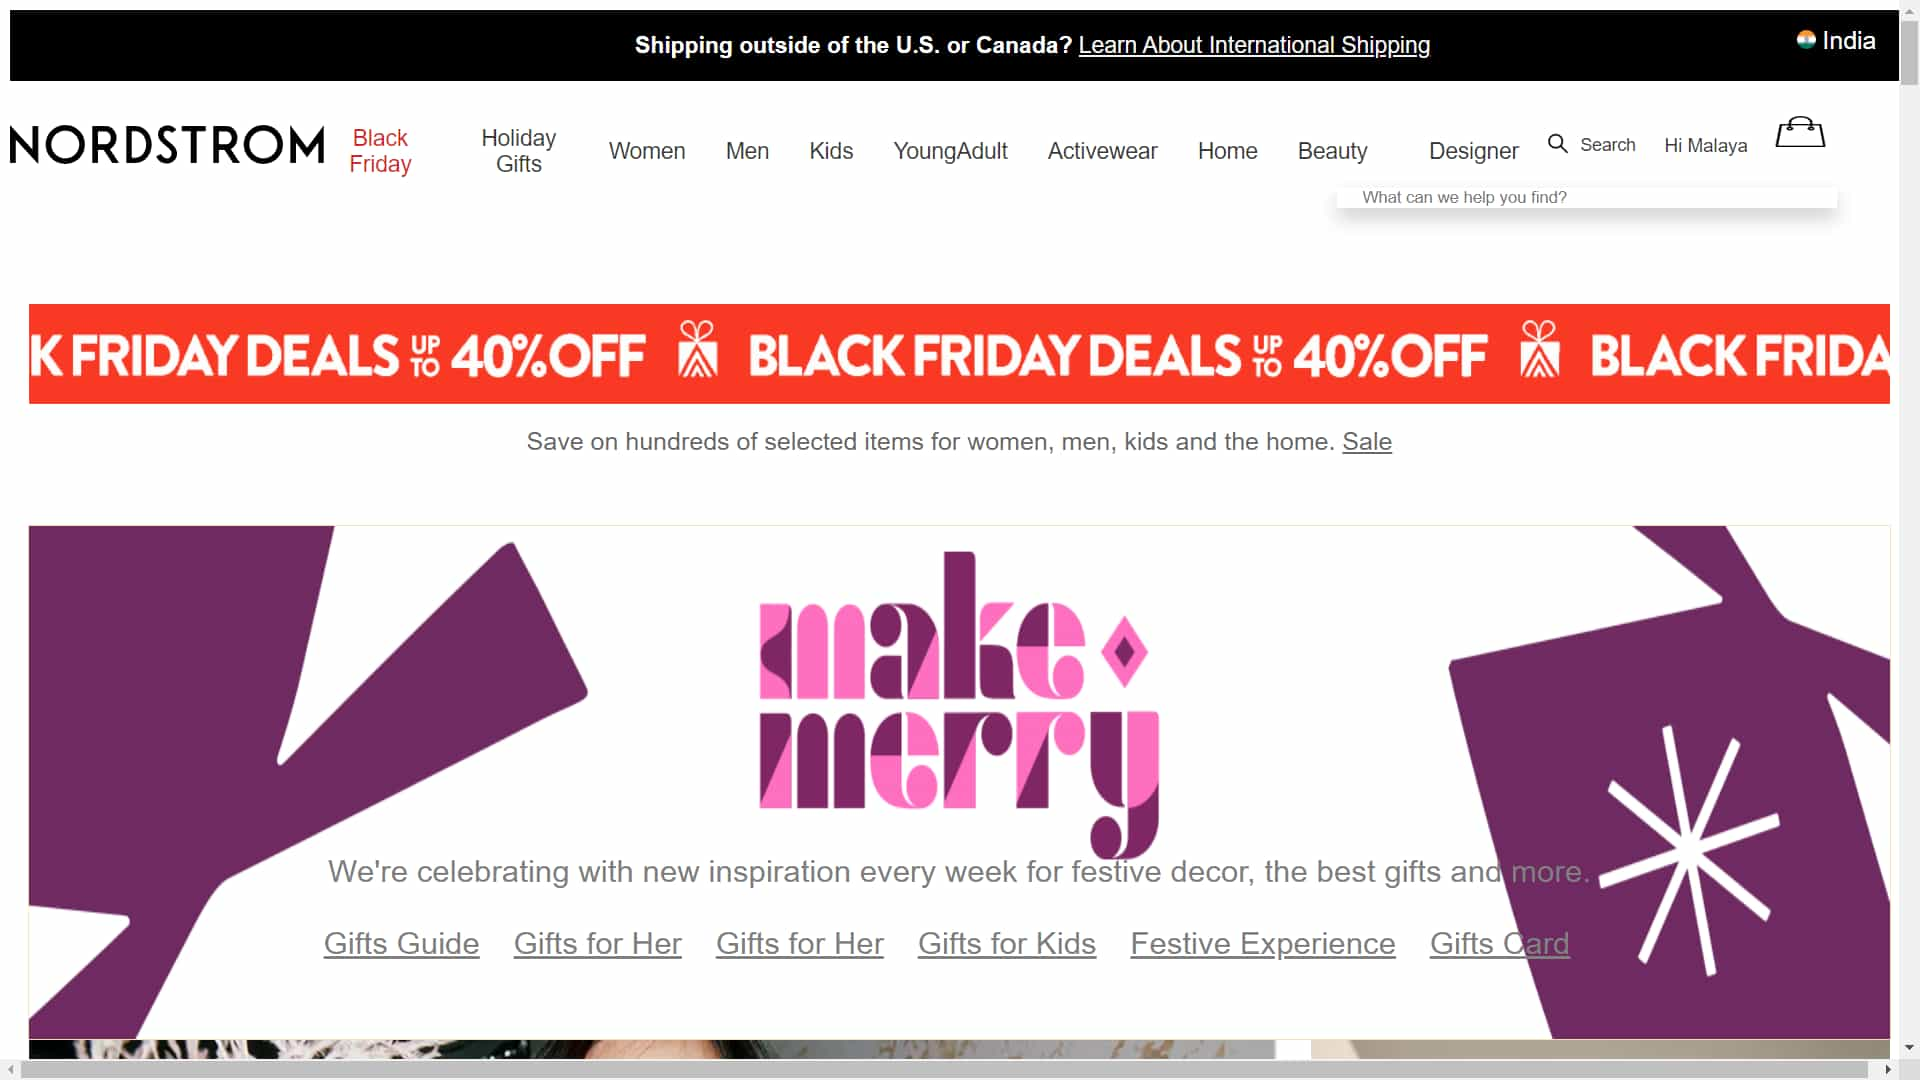 Shipping outside of the U.S. or Canada? Learn About International Shipping
India
NORDSTROM
Black
Friday
Holiday
Gifts
Women
Men
Kids
YoungAdult
Activewear
Home
Beauty
Designer
Search
Hi Malaya
What can we help you find?
K FRIDAY DEALS UP TO 40% OFF BLACK FRIDAY DEALS UP TO 40% OFF BLACK FRIDA
Save on hundreds of selected items for women, men, kids and the home. Sale
make
merry
We're celebrating with new inspiration every week for festive decor, the best gifts and more.
Gifts Guide
Gifts for Her
Gifts for Her
Gifts for Kids
Festive Experience
Gifts Card